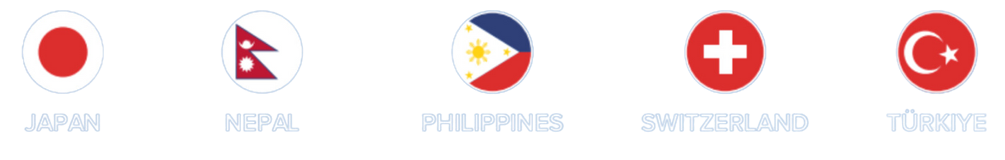 JAPAN NEPAL PHILIPPINES SWITZERLAND TÜRKIYE